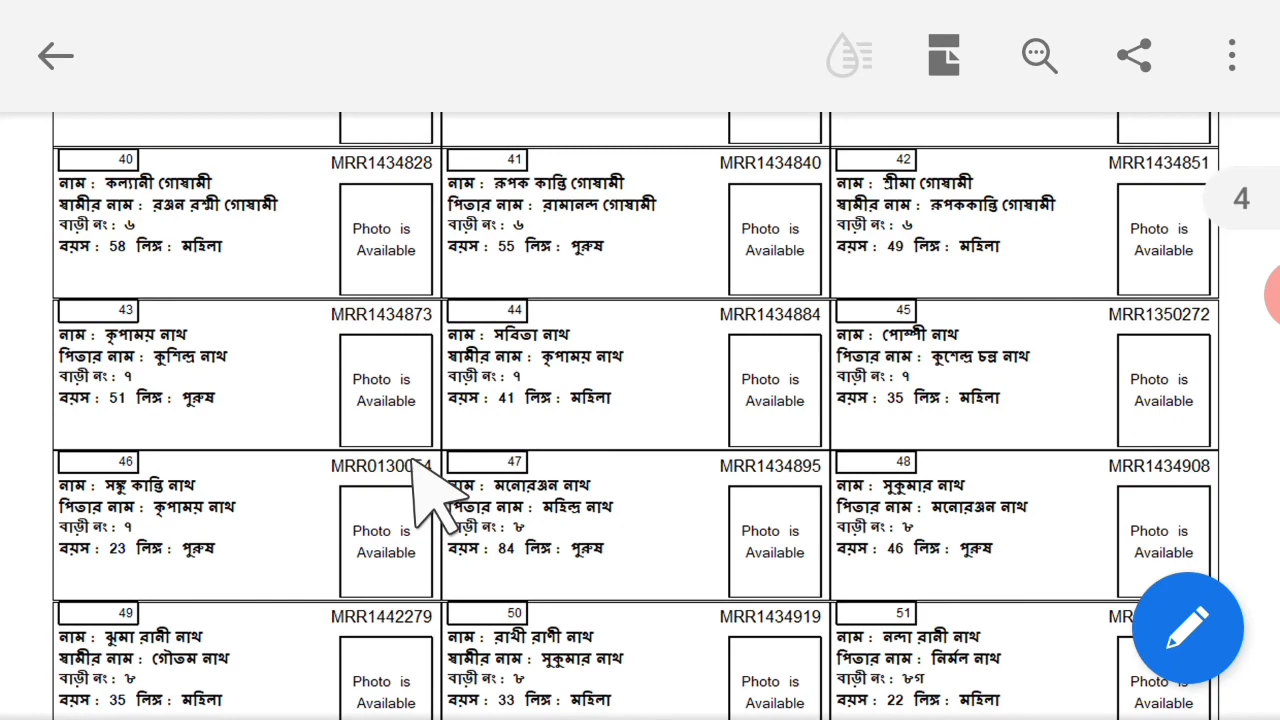 4
40 MRR1434828
নাম : কল্যানী গোষামী
ষামীর নাম : রঞ্জন রশ্মী গোষামী
বাড়ী নং : ৬
বয়স : 58 লিঙ্গ : মহিলা
Photo is
Available
41 MRR1434840
নাম : রুপক কান্তি গোষামী
পিতার নাম : রামানন্দ গোষামী
বাড়ী নং : ৬
বয়স : 55 লিঙ্গ : পুরুষ
Photo is
Available
42 MRR1434851
নাম : শ্রীমা গোষামী
ষামীর নাম : রুপককান্তি গোষামী
বাড়ী নং : ৬
বয়স : 49 লিঙ্গ : মহিলা
Photo is
Available
43 MRR1434873
নাম : কৃপাময় নাথ
পিতার নাম : কুশিন্দ্র নাথ
বাড়ী নং : ৭
বয়স : 51 লিঙ্গ : পুরুষ
Photo is
Available
44 MRR1434884
নাম : সবিতা নাথ
ষামীর নাম : কৃপাময় নাথ
বাড়ী নং : ৭
বয়স : 41 লিঙ্গ : মহিলা
Photo is
Available
45 MRR1350272
নাম : পোম্পী নাথ
পিতার নাম : কুশেন্দ্র চন্দ্র নাথ
বাড়ী নং : ৭
বয়স : 35 লিঙ্গ : মহিলা
Photo is
Available
46
নাম : সঙ্কু কান্তি নাথ
পিতার নাম : কৃপাময় নাথ
বাড়ী নং : ৭
বয়স : 23 লিঙ্গ : পুরুষ
Photo is
Available
47 MRR1434895
নাম : মনোরঞ্জন নাথ
পিতার নাম : মহিন্দ্র নাথ
বাড়ী নং : ৮
বয়স : 84 লিঙ্গ : পুরুষ
Photo is
Available
48 MRR1434908
নাম : সুকুমার নাথ
পিতার নাম : মনোরঞ্জন নাথ
বাড়ী নং : ৮
বয়স : 46 লিঙ্গ : পুরুষ
Photo is
Available
49 MRR1442279
নাম : ঝুমা রানী নাথ
ষামীর নাম : গৌতম নাথ
বাড়ী নং : ৮
বয়স : 35 লিঙ্গ : মহিলা
Photo is
Available
50 MRR1434919
নাম : রাখী রাণী নাথ
ষামীর নাম : সুকুমার নাথ
বাড়ী নং : ৮
বয়স : 33 লিঙ্গ : মহিলা
Photo is
Available
51
নাম : নন্দা রানী নাথ
পিতার নাম : নির্মল নাথ
বাড়ী নং : ৮গ
বয়স : 22 লিঙ্গ : মহিলা
Photo is
Available